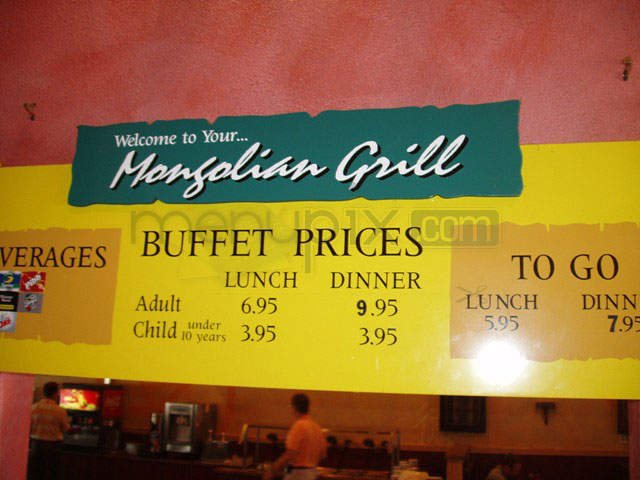 Welcome to Your...
Mongolian Grill
menupix.com
VERAGES
BUFFET PRICES
LUNCH DINNER
Adult 6.95 9.95
Child under 10 years 3.95 3.95
TO GO
LUNCH DINN
5.95 7.95